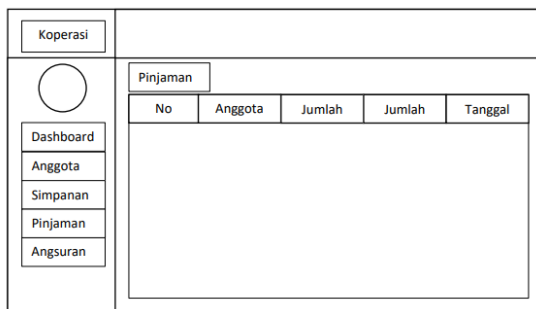 Koperasi
Pinjaman
No Anggota Jumlah Jumlah Tanggal
Dashboard
Anggota
Simpanan
Pinjaman
Angsuran